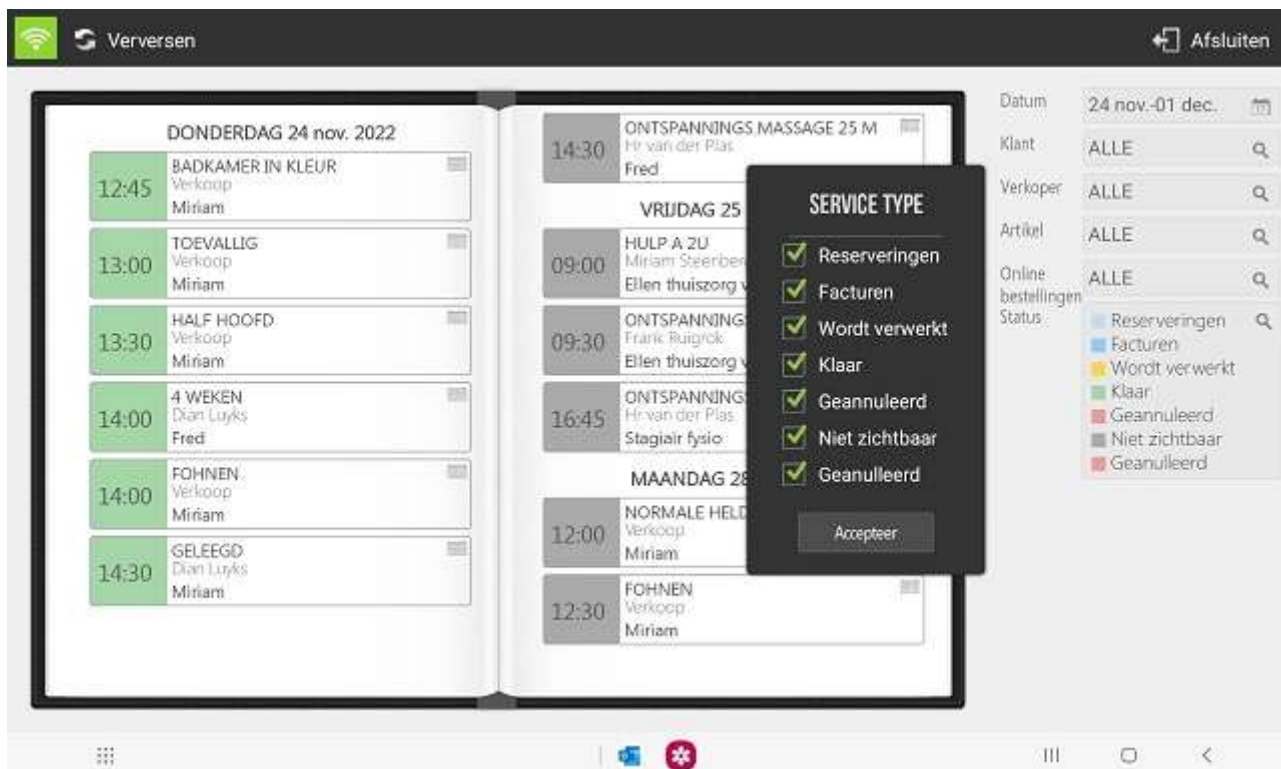 Verversen
Afsluiten
DONDERDAG 24 nov. 2022
12:45
BADKAMER IN KLEUR
Verkoop
Miriam
13:00
TOEVALLIG
Verkoop
Miriam
13:30
HALF HOOFD
Verkoop
Miriam
14:00
4 WEKEN
Dian Luyks
Fred
14:00
FOHNEN
Verkoop
Miriam
14:30
GELEEGD
Dian Luyks
Miriam
14:30
ONTSPANNINGS MASSAGE 25 M
Hr van der Plas
Fred
VRIJDAG 25
09:00
HULP A 2U
Miriam Steenber
Ellen thuiszorg v
09:30
ONTSPANNING
Frank Ruigrok
Ellen thuiszorg v
16:45
ONTSPANNING
Hr van der Plas
Stagiair fysio
MAANDAG 28
12:00
NORMALE HELD
Verkoop
Miriam
12:30
FOHNEN
Verkoop
Miriam
SERVICE TYPE
Reserveringen
Facturen
Wordt verwerkt
Klaar
Geannuleerd
Niet zichtbaar
Geanulleerd
Accepteer
Datum
24 nov.-01 dec.
Klant
ALLE
Verkoper
ALLE
Artikel
ALLE
Online
bestellingen
ALLE
Status
Reserveringen
Facturen
Wordt verwerkt
Klaar
Geannuleerd
Niet zichtbaar
Geanulleerd